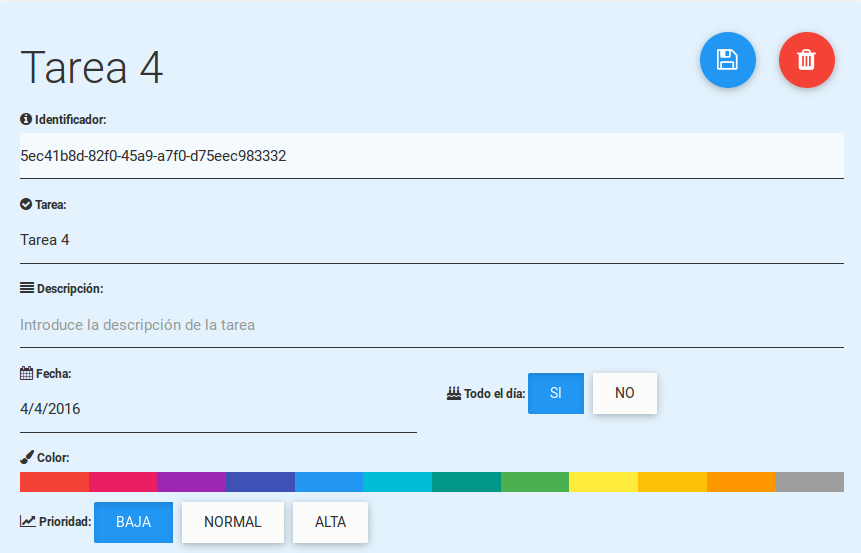 Tarea 4
Identificador:
5ec41b8d-82f0-45a9-a7f0-d75eec983332
Tarea:
Tarea 4
Descripción:
Introduce la descripción de la tarea
Fecha:
4/4/2016
Todo el día: SI NO
Color:
Prioridad: BAJA NORMAL ALTA